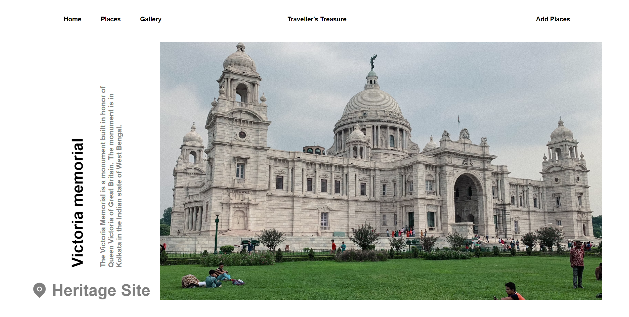 Home Places Gallery Traveller's Treasure Add Places
Victoria memorial
The Victoria Memorial is a monument built in honor of
Queen Victoria of Great Britain. The monument is in
Kolkata in the Indian state of West Bengal.
Heritage Site